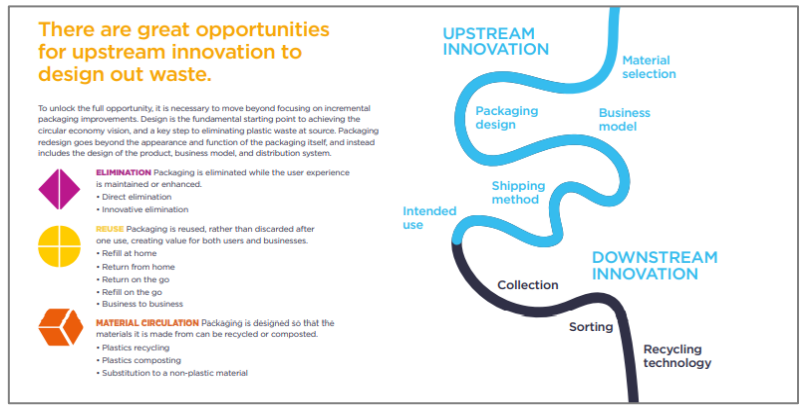 There are great opportunities
for upstream innovation to
design out waste.
To unlock the full opportunity, it is necessary to move beyond focusing on incremental
packaging improvements. Design is the fundamental starting point to achieving the
circular economy vision, and a key step to eliminating plastic waste at source. Packaging
redesign goes beyond the appearance and function of the packaging itself, and instead
includes the design of the product, business model, and distribution system.
ELIMINATION Packaging is eliminated while the user experience
is maintained or enhanced.
• Direct elimination
• Innovative elimination
REUSE Packaging is reused, rather than discarded after
one use, creating value for both users and businesses.
• Refill at home
• Return from home
• Return on the go
• Refill on the go
• Business to business
MATERIAL CIRCULATION Packaging is designed so that the
materials it is made from can be recycled or composted.
• Plastics recycling
• Plastics composting
• Substitution to a non-plastic material
UPSTREAM
INNOVATION
Material
selection
Packaging
design
Business
model
Shipping
method
Intended
use
DOWNSTREAM
INNOVATION
Collection
Sorting
Recycling
technology